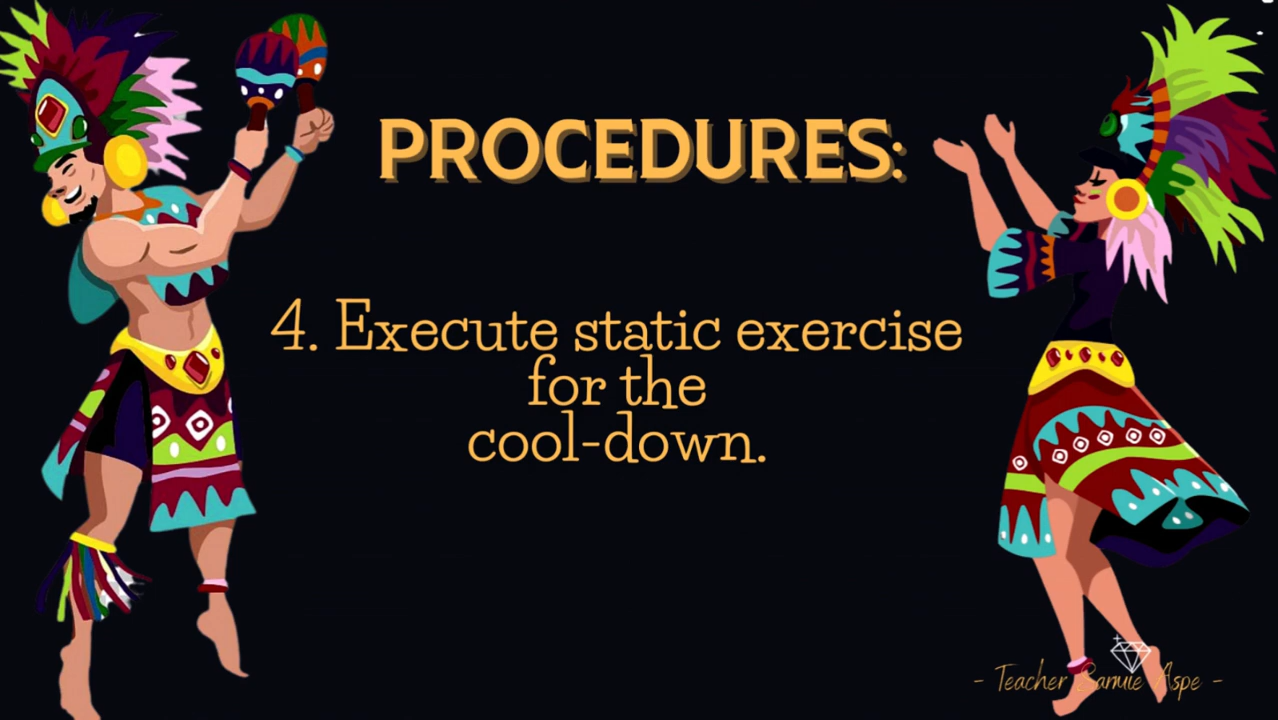 PROCEDURES:
4. Execute static exercise
for the
cool-down.
- Teacher Samie Aspe -